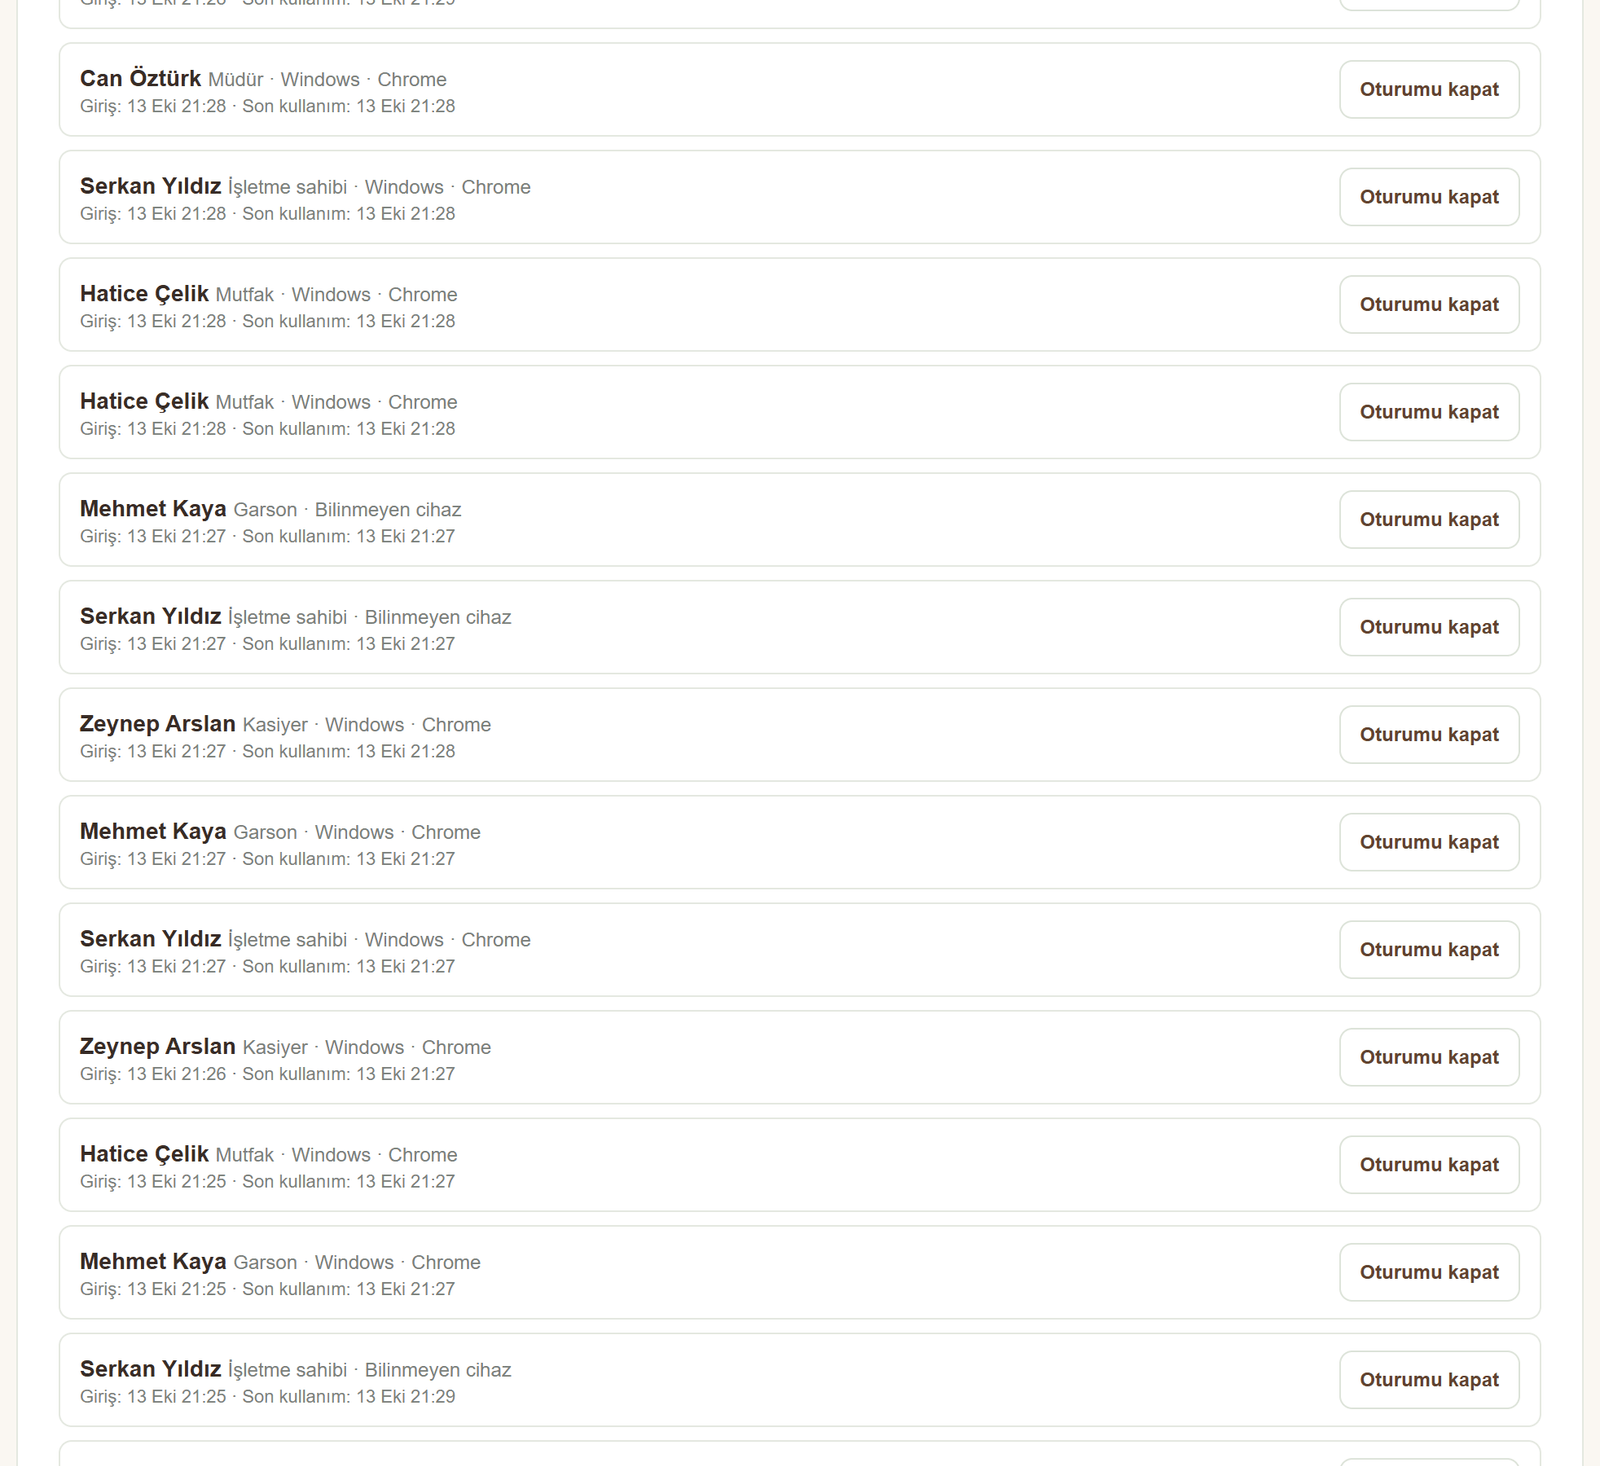 Giriş: 13 Eki 21:28 · Son kullanım: 13 Eki 21:29
Can Öztürk Müdür · Windows · Chrome
Giriş: 13 Eki 21:28 · Son kullanım: 13 Eki 21:28
Oturumu kapat
Serkan Yıldız İşletme sahibi · Windows · Chrome
Giriş: 13 Eki 21:28 · Son kullanım: 13 Eki 21:28
Oturumu kapat
Hatice Çelik Mutfak · Windows · Chrome
Giriş: 13 Eki 21:28 · Son kullanım: 13 Eki 21:28
Oturumu kapat
Hatice Çelik Mutfak · Windows · Chrome
Giriş: 13 Eki 21:28 · Son kullanım: 13 Eki 21:28
Oturumu kapat
Mehmet Kaya Garson · Bilinmeyen cihaz
Giriş: 13 Eki 21:27 · Son kullanım: 13 Eki 21:27
Oturumu kapat
Serkan Yıldız İşletme sahibi · Bilinmeyen cihaz
Giriş: 13 Eki 21:27 · Son kullanım: 13 Eki 21:27
Oturumu kapat
Zeynep Arslan Kasiyer · Windows · Chrome
Giriş: 13 Eki 21:27 · Son kullanım: 13 Eki 21:28
Oturumu kapat
Mehmet Kaya Garson · Windows · Chrome
Giriş: 13 Eki 21:27 · Son kullanım: 13 Eki 21:27
Oturumu kapat
Serkan Yıldız İşletme sahibi · Windows · Chrome
Giriş: 13 Eki 21:27 · Son kullanım: 13 Eki 21:27
Oturumu kapat
Zeynep Arslan Kasiyer · Windows · Chrome
Giriş: 13 Eki 21:26 · Son kullanım: 13 Eki 21:27
Oturumu kapat
Hatice Çelik Mutfak · Windows · Chrome
Giriş: 13 Eki 21:25 · Son kullanım: 13 Eki 21:27
Oturumu kapat
Mehmet Kaya Garson · Windows · Chrome
Giriş: 13 Eki 21:25 · Son kullanım: 13 Eki 21:27
Oturumu kapat
Serkan Yıldız İşletme sahibi · Bilinmeyen cihaz
Giriş: 13 Eki 21:25 · Son kullanım: 13 Eki 21:29
Oturumu kapat